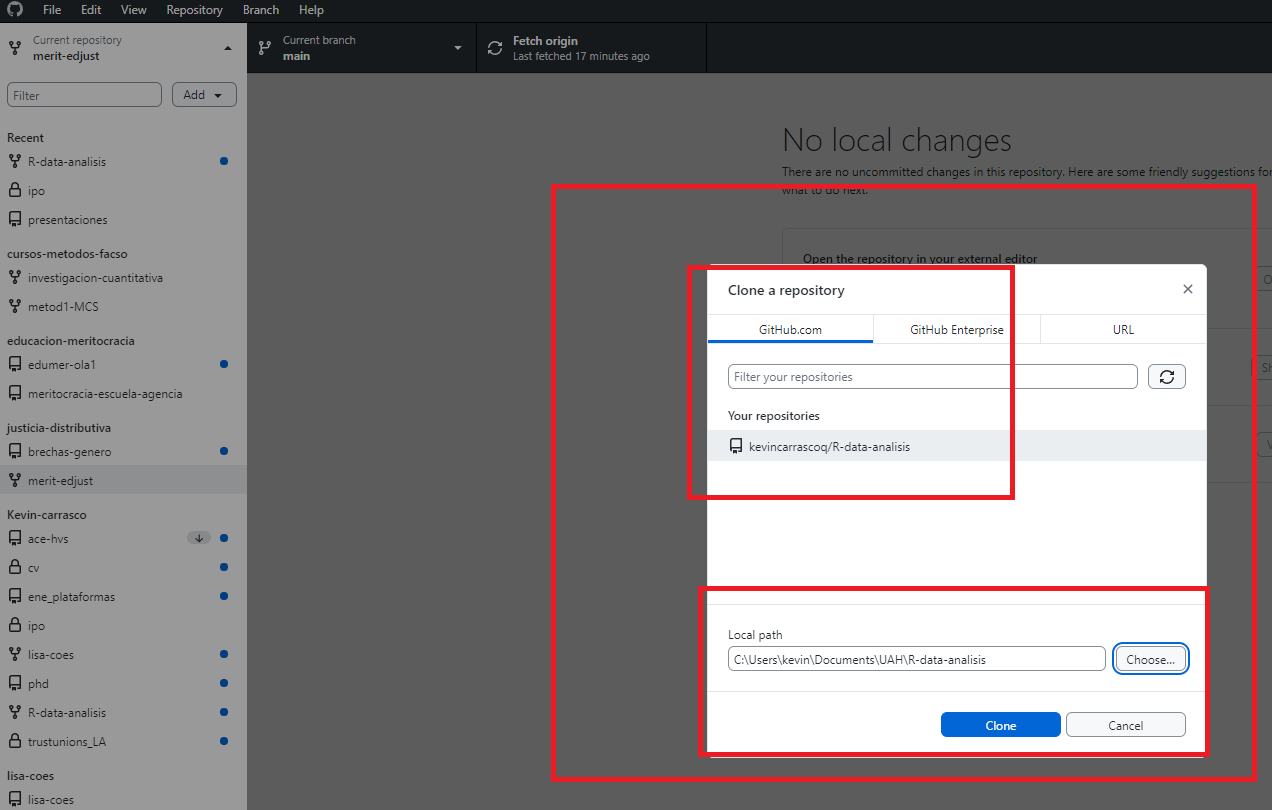 File Edit View Repository Branch Help
Current repository
merit-edjust
Current branch
main
Fetch origin
Last fetched 17 minutes ago
Filter
Add
Recent
R-data-analisis
ipo
presentaciones
cursos-metodos-facso
investigacion-cuantitativa
metod1-MCS
educacion-meritocracia
edumer-ola1
meritocracia-escuela-agencia
justicia-distributiva
brechas-genero
merit-edjust
Kevin-carrasco
ace-hvs
cv
ene_plataformas
ipo
lisa-coes
phd
R-data-analisis
trustunions_LA
lisa-coes
lisa-coes
No local changes
There are no uncommitted changes in this repository. Here are some friendly suggestions for
what to do next.
Open the repository in your external editor
Clone a repository
GitHub.com GitHub Enterprise URL
Filter your repositories
Your repositories
kevincarrascoq/R-data-analisis
Local path
C:\Users\kevin\Documents\UAH\R-data-analisis
Choose...
Clone Cancel